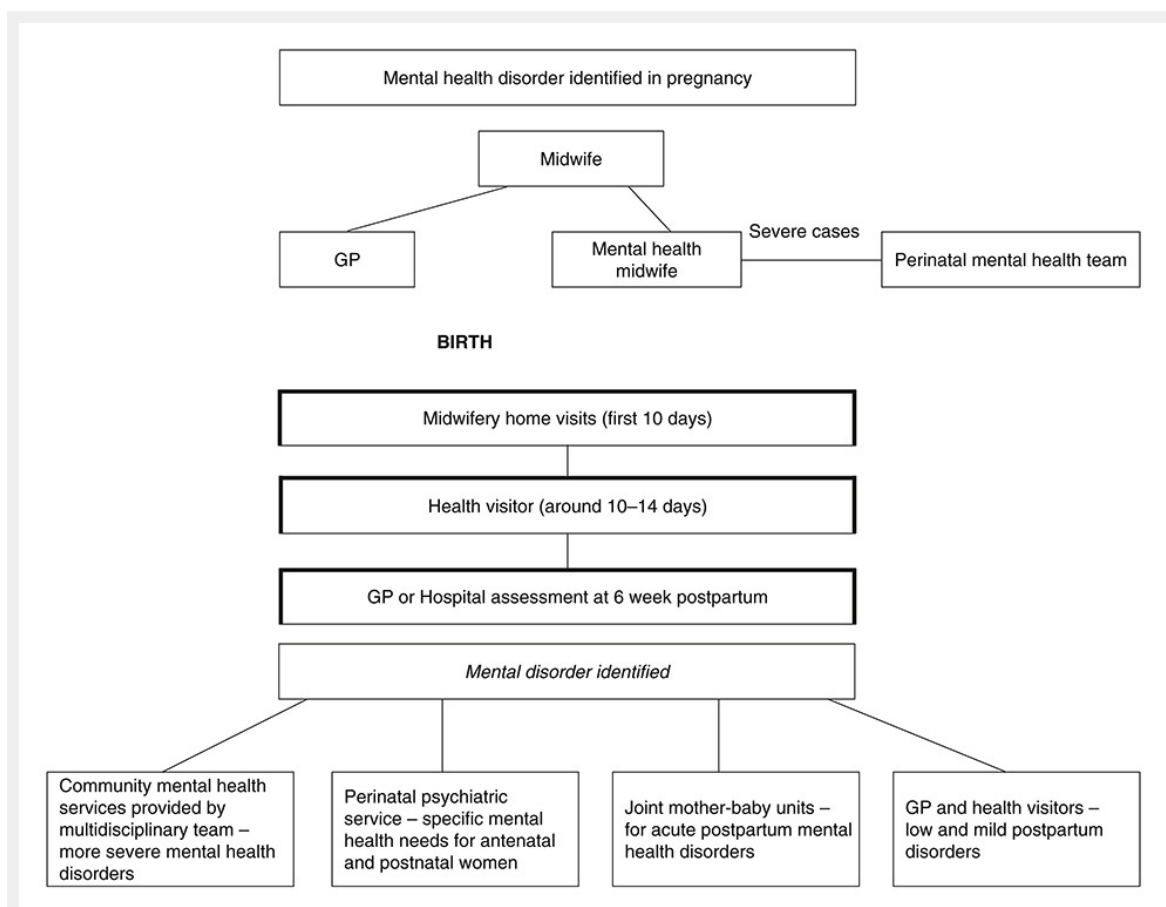 Mental health disorder identified in pregnancy
Midwife
Severe cases
GP
Mental health
midwife
Perinatal mental health team
BIRTH
Midwifery home visits (first 10 days)
Health visitor (around 10–14 days)
GP or Hospital assessment at 6 week postpartum
Mental disorder identified
Community mental health
services provided by
multidisciplinary team –
more severe mental health
disorders
Perinatal psychiatric
service – specific mental
health needs for antenatal
and postnatal women
Joint mother-baby units –
for acute postpartum mental
health disorders
GP and health visitors –
low and mild postpartum
disorders